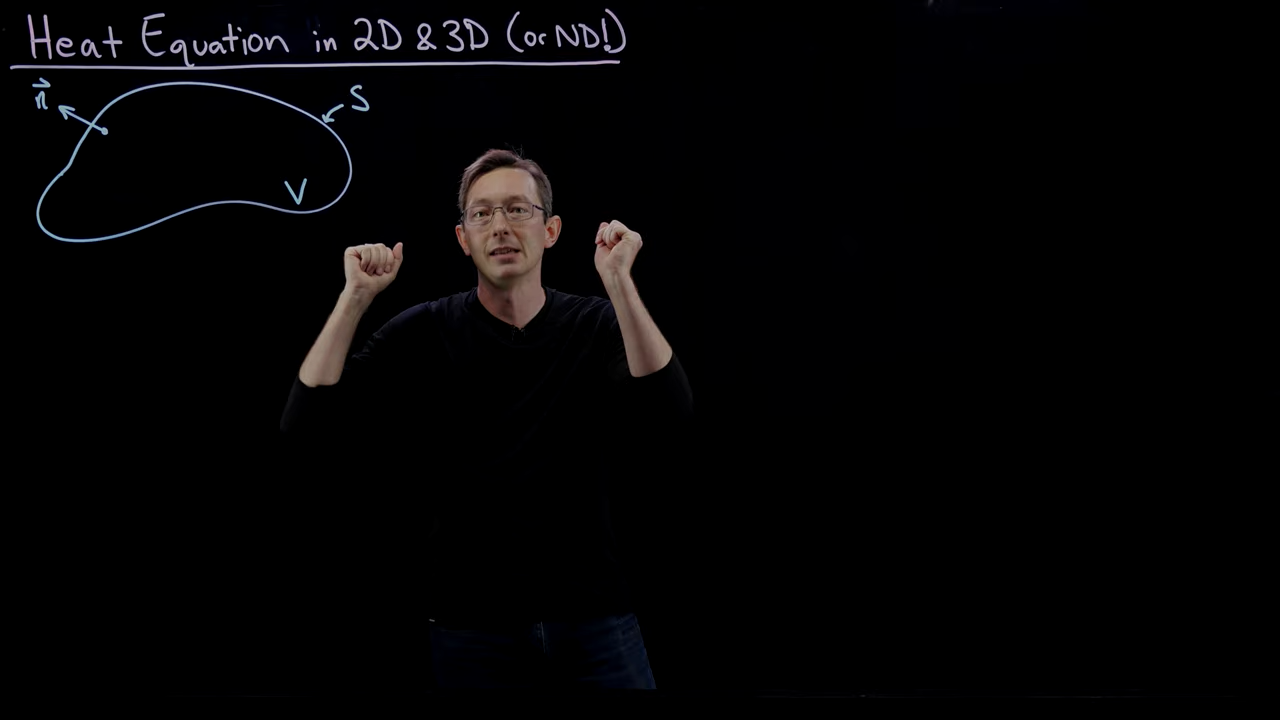 Heat Equation in 2D & 3D (or ND!)
n⃗
S
V